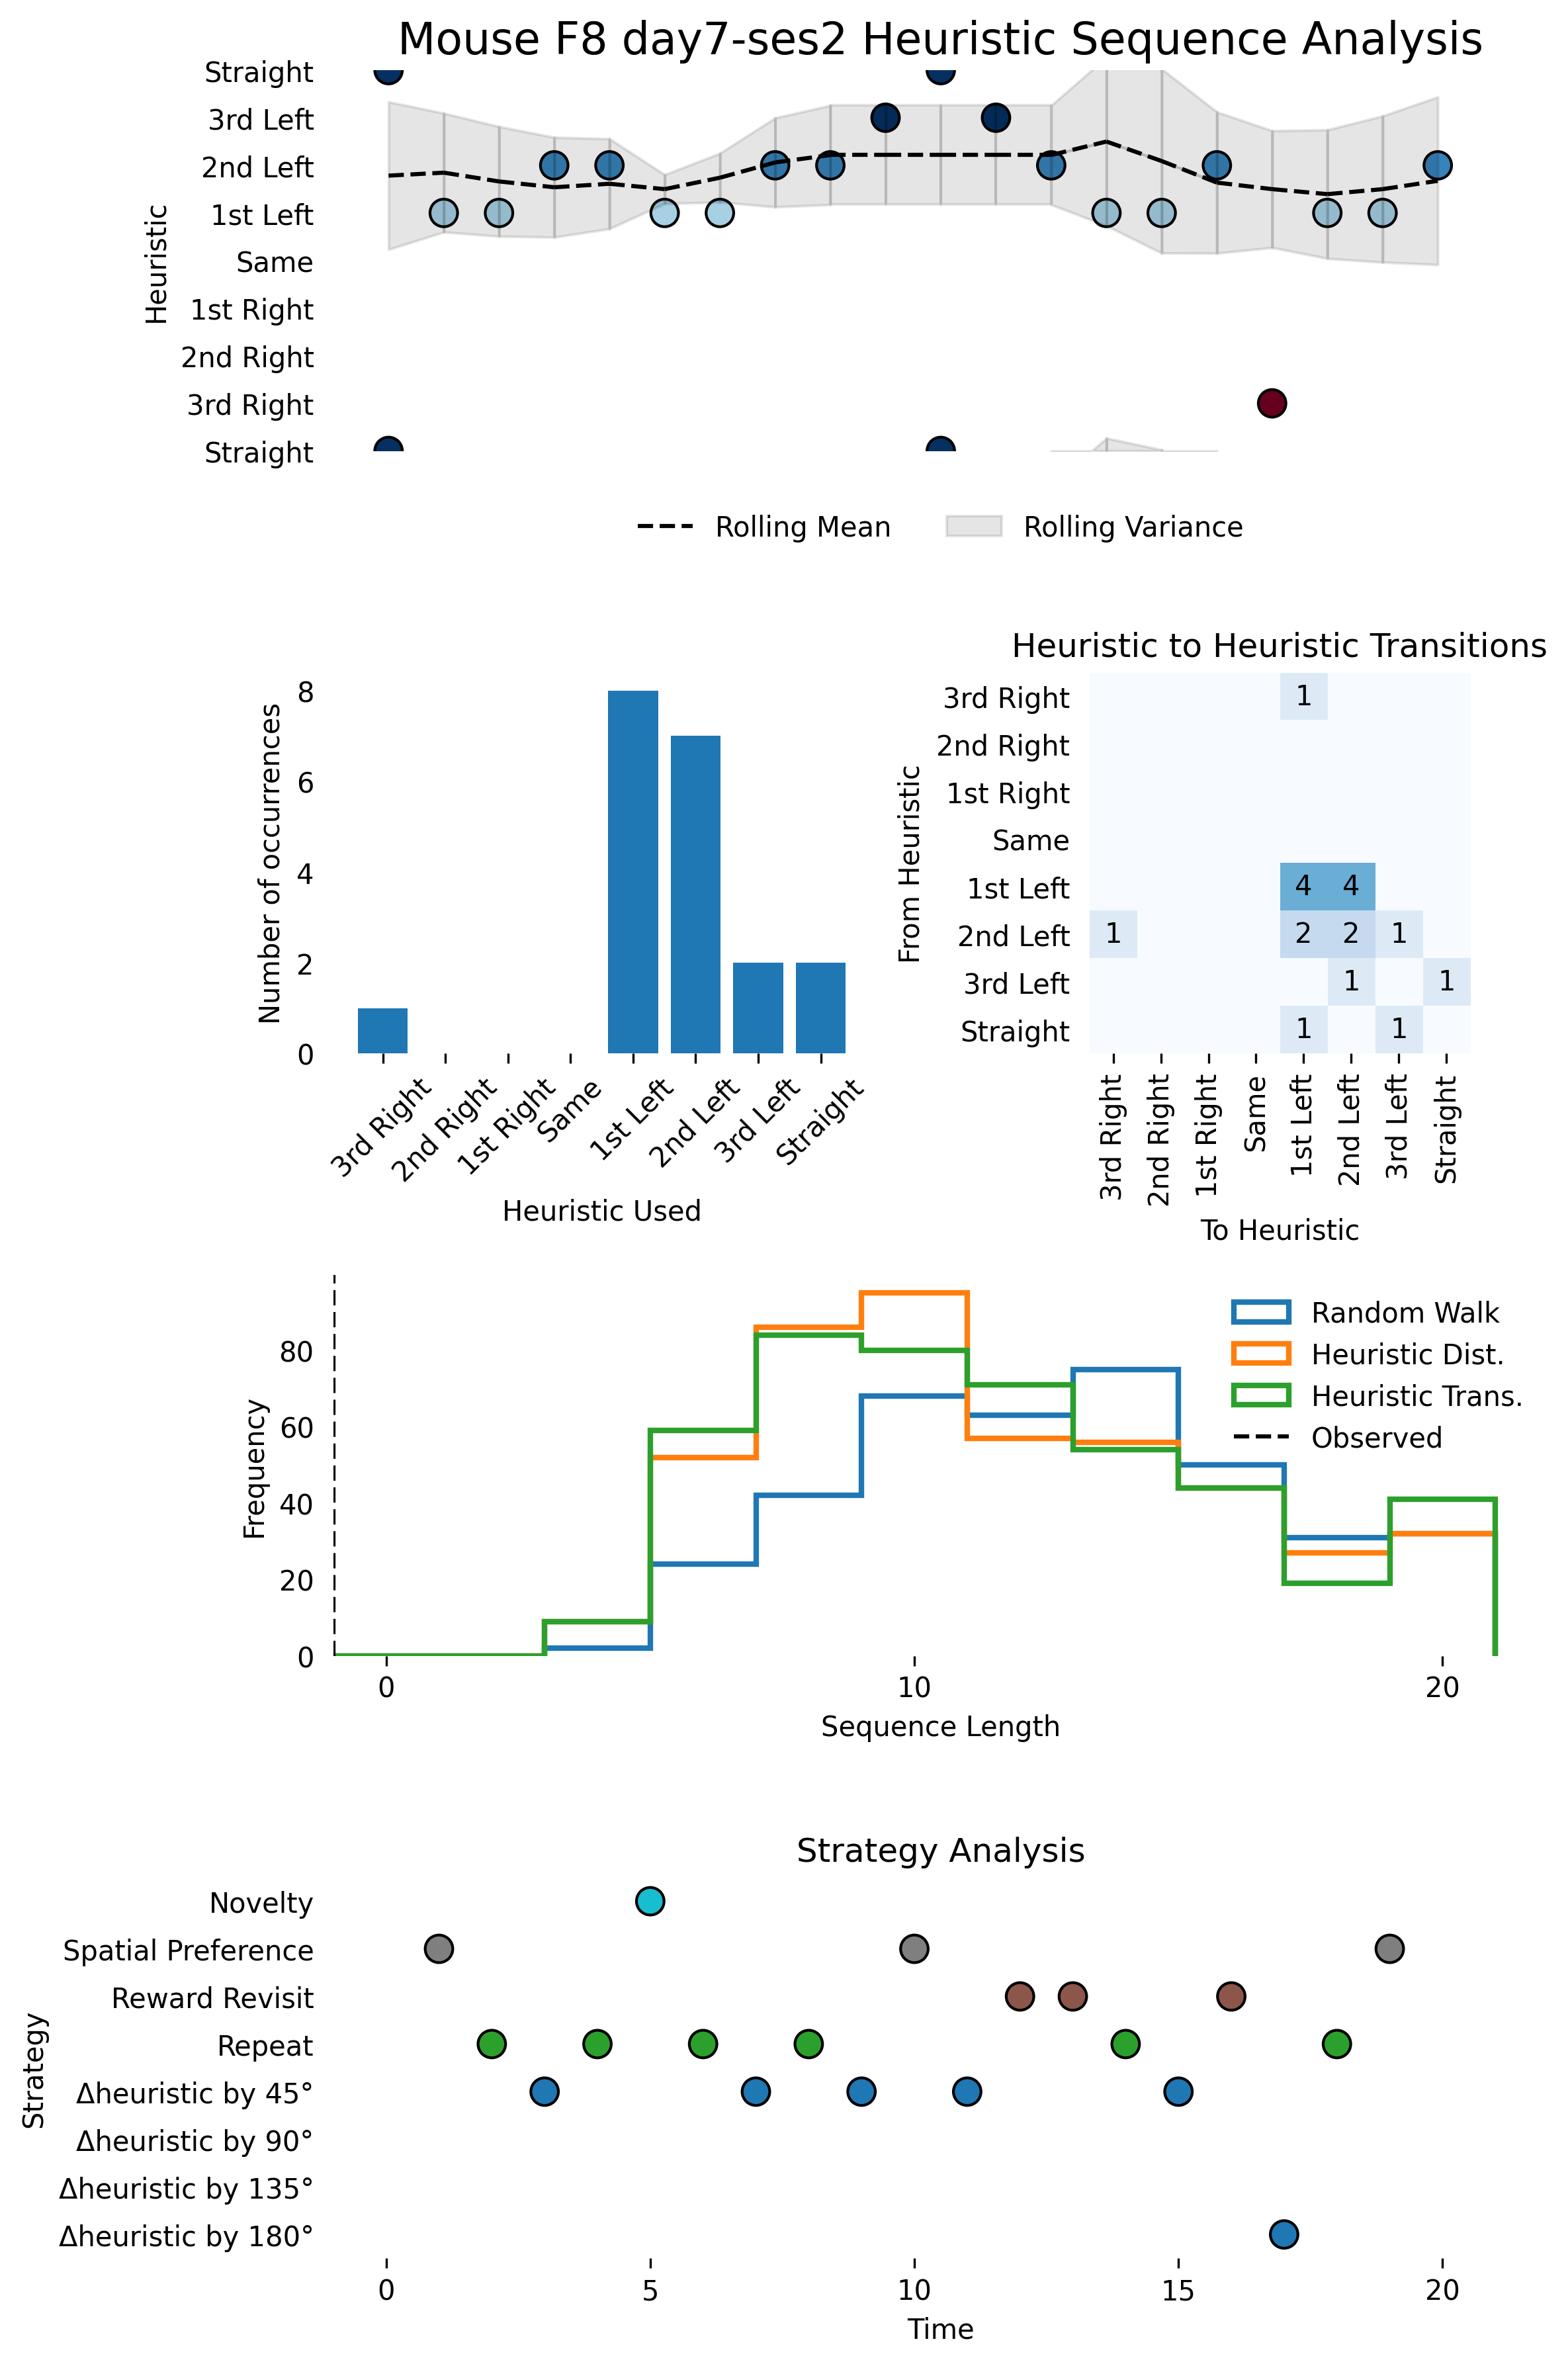 Mouse F8 day7-ses2 Heuristic Sequence Analysis
Straight
3rd Left
2nd Left
1st Left
Same
1st Right
2nd Right
3rd Right
Straight
Heuristic
Rolling Mean
Rolling Variance
8
6
4
2
0
Number of occurrences
3rd Right
2nd Right
1st Right
Same
1st Left
2nd Left
3rd Left
Straight
Heuristic Used
Heuristic to Heuristic Transitions
3rd Right
2nd Right
1st Right
Same
1st Left
2nd Left
3rd Left
Straight
From Heuristic
1
4 4
1 2 2 1
1 1
1 1
3rd Right
2nd Right
1st Right
Same
1st Left
2nd Left
3rd Left
Straight
To Heuristic
80
60
40
20
0
Frequency
Random Walk
Heuristic Dist.
Heuristic Trans.
Observed
0 10 20
Sequence Length
Strategy Analysis
Novelty
Spatial Preference
Reward Revisit
Repeat
Δheuristic by 45°
Δheuristic by 90°
Δheuristic by 135°
Δheuristic by 180°
Strategy
0 5 10 15 20
Time